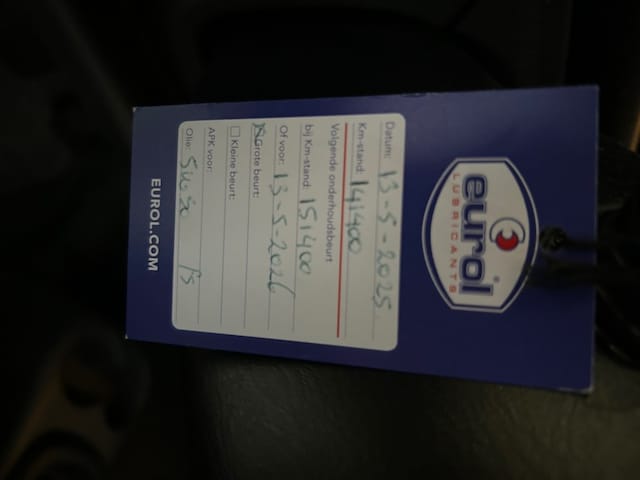 eurol®
LUBRICANTS
Datum: 13-5-2025
Km-stand: 141400
Volgende onderhoudsbeurt
bij Km-stand: 151400
Of voor: 13-5-2026
Grote beurt:
Kleine beurt:
APK voor:
Olie: 5w30
EUROL.COM